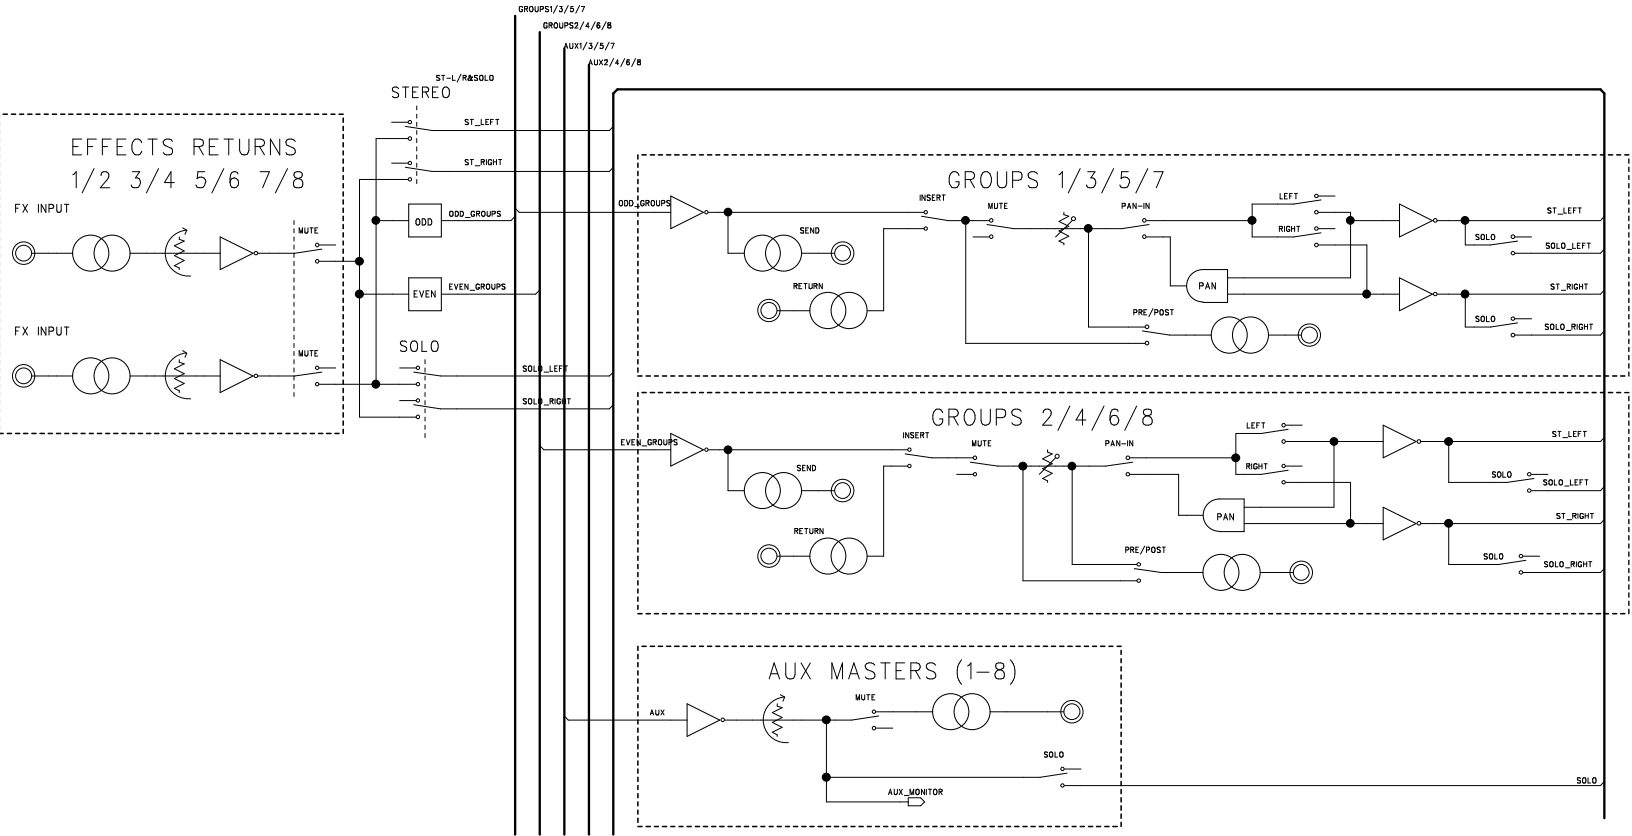 GROUPS1/3/5/7
GROUPS2/4/6/8
AUX1/3/5/7
AUX2/4/6/8
ST-L/R&SOLO
STEREO
ST_LEFT
ST_RIGHT
EFFECTS RETURNS
1/2 3/4 5/6 7/8
FX INPUT
MUTE
ODD
ODD_GROUPS
EVEN
EVEN_GROUPS
FX INPUT
MUTE
SOLO
SOLO_LEFT
SOLO_RIGHT
GROUPS 1/3/5/7
ODD_GROUPS
INSERT
MUTE
PAN-IN
LEFT
RIGHT
ST_LEFT
SOLO
SOLO_LEFT
SEND
RETURN
PAN
ST_RIGHT
PRE/POST
SOLO
SOLO_RIGHT
GROUPS 2/4/6/8
EVEN_GROUPS
INSERT
MUTE
PAN-IN
LEFT
RIGHT
ST_LEFT
SOLO
SOLO_LEFT
SEND
RETURN
PAN
ST_RIGHT
PRE/POST
SOLO
SOLO_RIGHT
AUX MASTERS (1-8)
AUX
MUTE
SOLO
SOLO
AUX_MONITOR